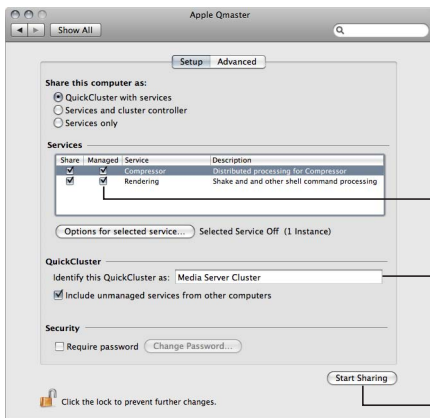 Apple Qmaster
Show All
Setup Advanced
Share this computer as:
QuickCluster with services
Services and cluster controller
Services only
Services
Share Managed Service Description
Compressor Distributed processing for Compressor
Rendering Shake and and other shell command processing
Options for selected service... Selected Service Off (1 Instance)
QuickCluster
Identify this QuickCluster as: Media Server Cluster
Include unmanaged services from other computers
Security
Require password Change Password...
Start Sharing
Click the lock to prevent further changes.